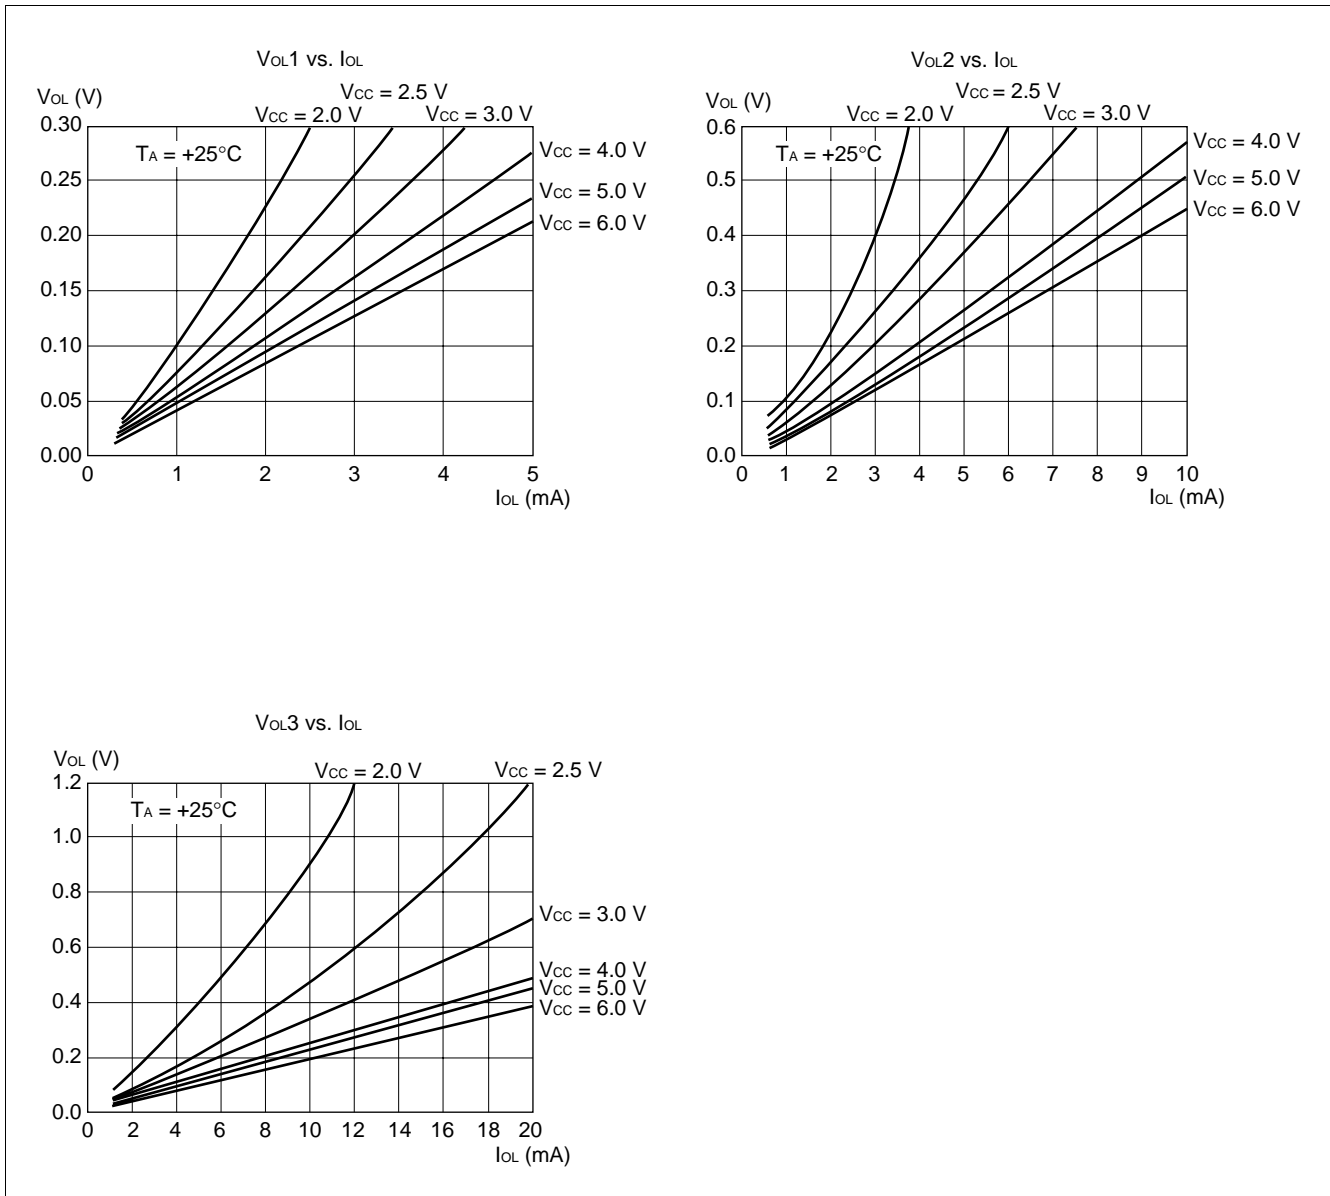 VOL1 vs. IOL
VOL (V)
VCC = 2.0 V
VCC = 2.5 V
VCC = 3.0 V
TA = +25°C
VCC = 4.0 V
VCC = 5.0 V
VCC = 6.0 V
0.30
0.25
0.20
0.15
0.10
0.05
0.00
0 1 2 3 4 5
IOL (mA)
VOL2 vs. IOL
VOL (V)
VCC = 2.0 V
VCC = 2.5 V
VCC = 3.0 V
TA = +25°C
VCC = 4.0 V
VCC = 5.0 V
VCC = 6.0 V
0.6
0.5
0.4
0.3
0.2
0.1
0.0
0 1 2 3 4 5 6 7 8 9 10
IOL (mA)
VOL3 vs. IOL
VOL (V)
VCC = 2.0 V
VCC = 2.5 V
TA = +25°C
VCC = 3.0 V
VCC = 4.0 V
VCC = 5.0 V
VCC = 6.0 V
1.2
1.0
0.8
0.6
0.4
0.2
0.0
0 2 4 6 8 10 12 14 16 18 20
IOL (mA)